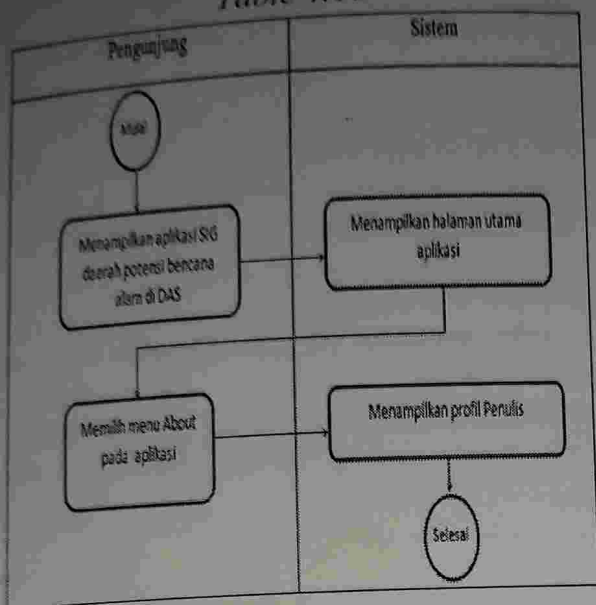 Pengunjung
Sistem
Mulai
Menampilkan aplikasi SIG
daerah potensi bencana
alam di DAS
Menampilkan halaman utama
aplikasi
Memilih menu About
pada aplikasi
Menampilkan profil Penulis
Selesai